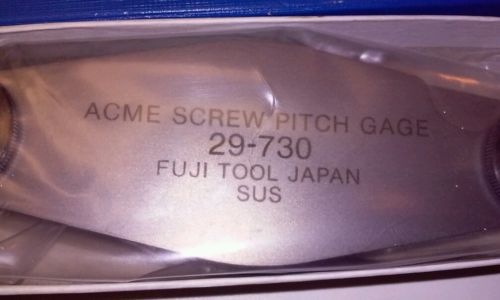 ACME SCREW PITCH GAGE
29-730
FUJI TOOL JAPAN
SUS